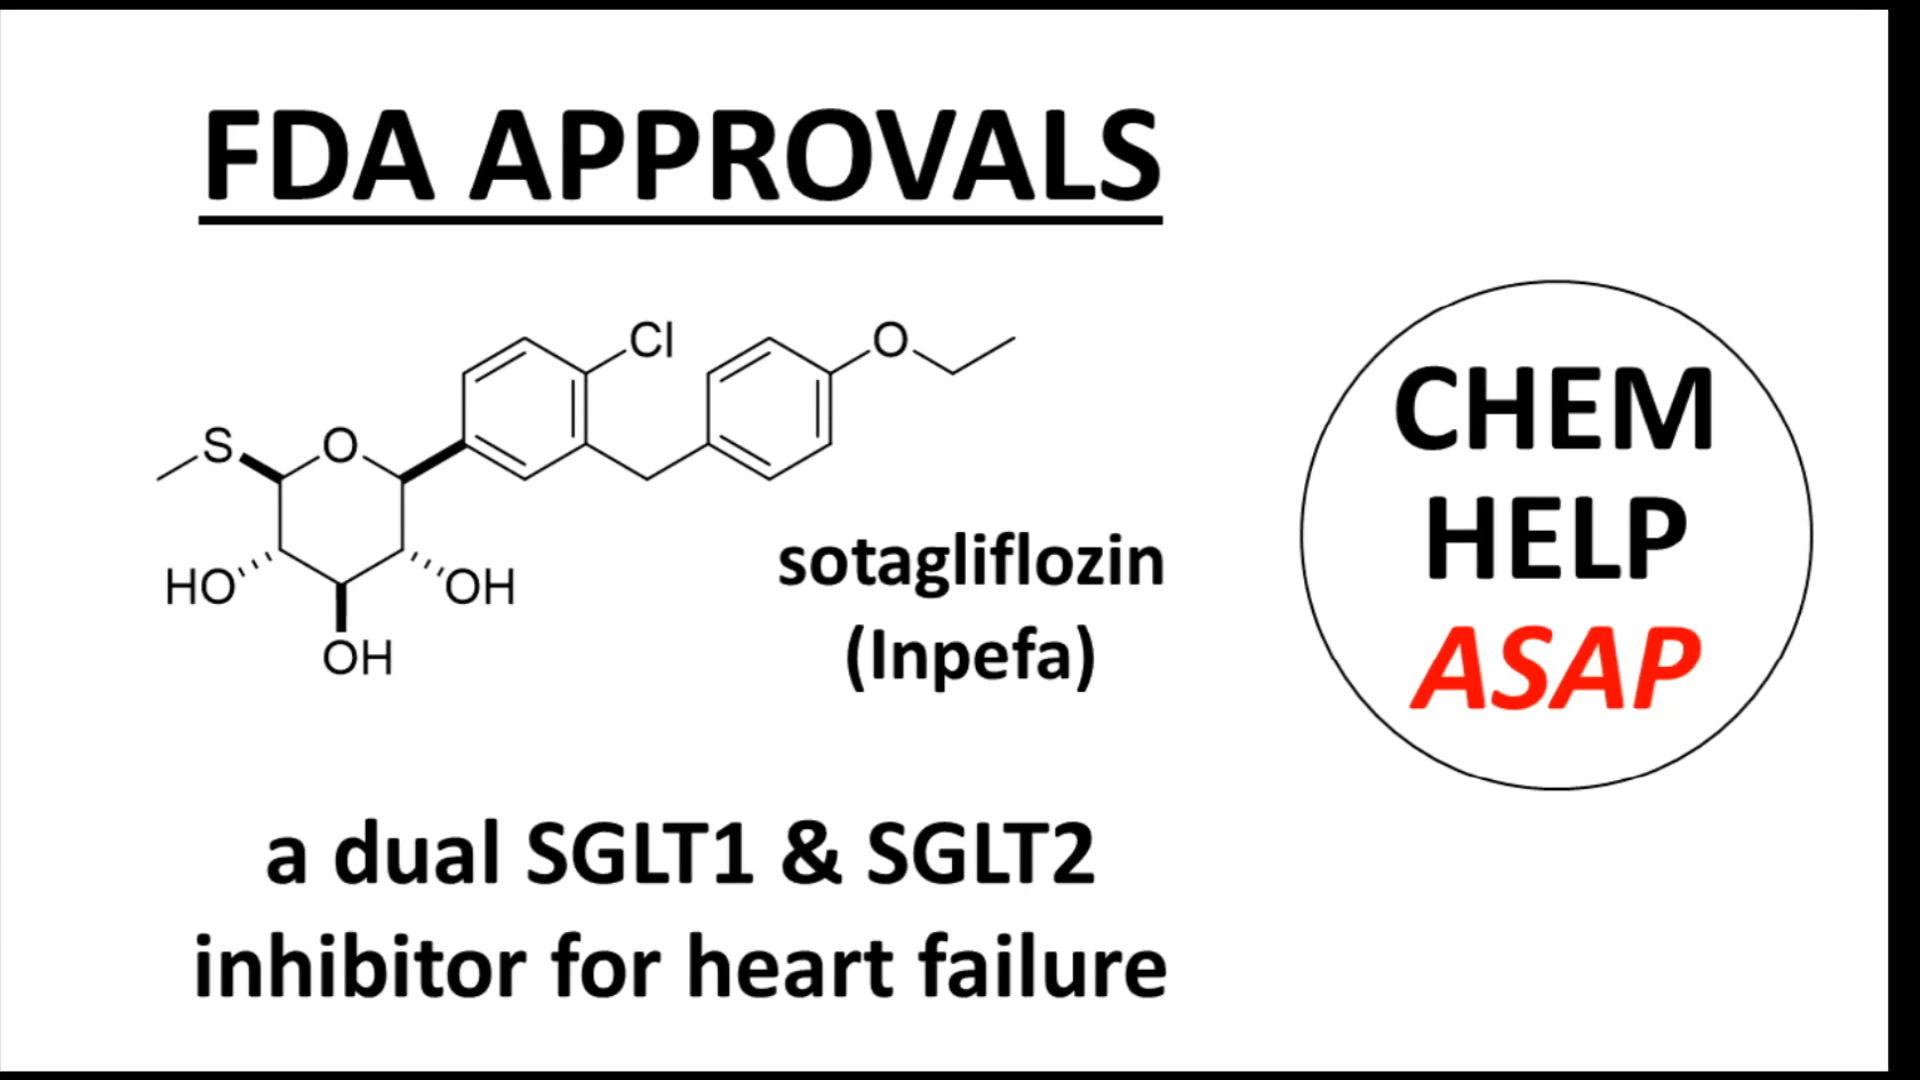 FDA APPROVALS
Cl
O
S
O
HO
OH
OH
sotagliflozin
(Inpefa)
CHEM
HELP
ASAP
a dual SGLT1 & SGLT2
inhibitor for heart failure